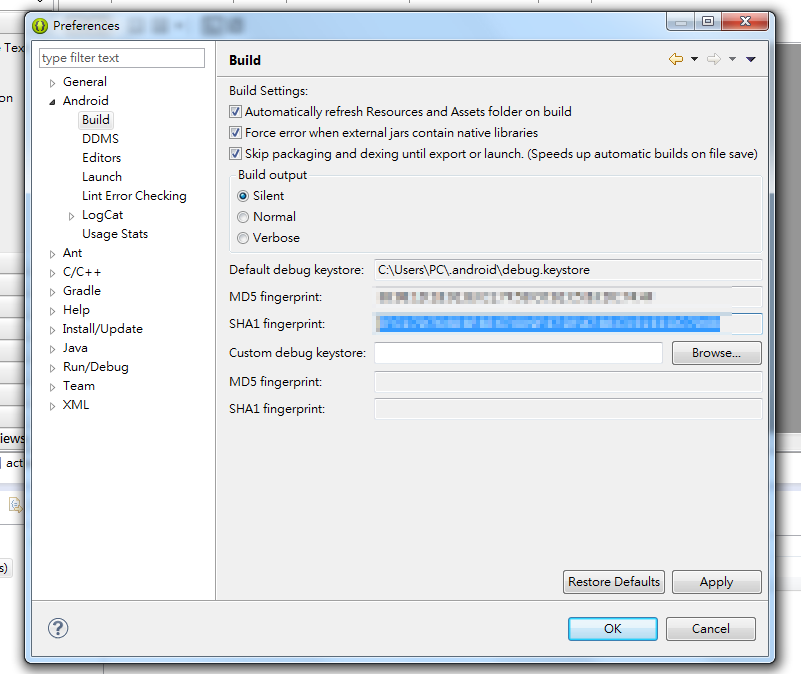 Preferences
type filter text
General
Android
Build
DDMS
Editors
Launch
Lint Error Checking
LogCat
Usage Stats
Ant
C/C++
Gradle
Help
Install/Update
Java
Run/Debug
Team
XML
Build
Build Settings:
Automatically refresh Resources and Assets folder on build
Force error when external jars contain native libraries
Skip packaging and dexing until export or launch. (Speeds up automatic builds on file save)
Build output
Silent
Normal
Verbose
Default debug keystore: C:\Users\PC\.android\debug.keystore
MD5 fingerprint:
SHA1 fingerprint:
Custom debug keystore: Browse...
MD5 fingerprint:
SHA1 fingerprint:
Restore Defaults Apply
OK Cancel
Tex
on
iews
act
s)